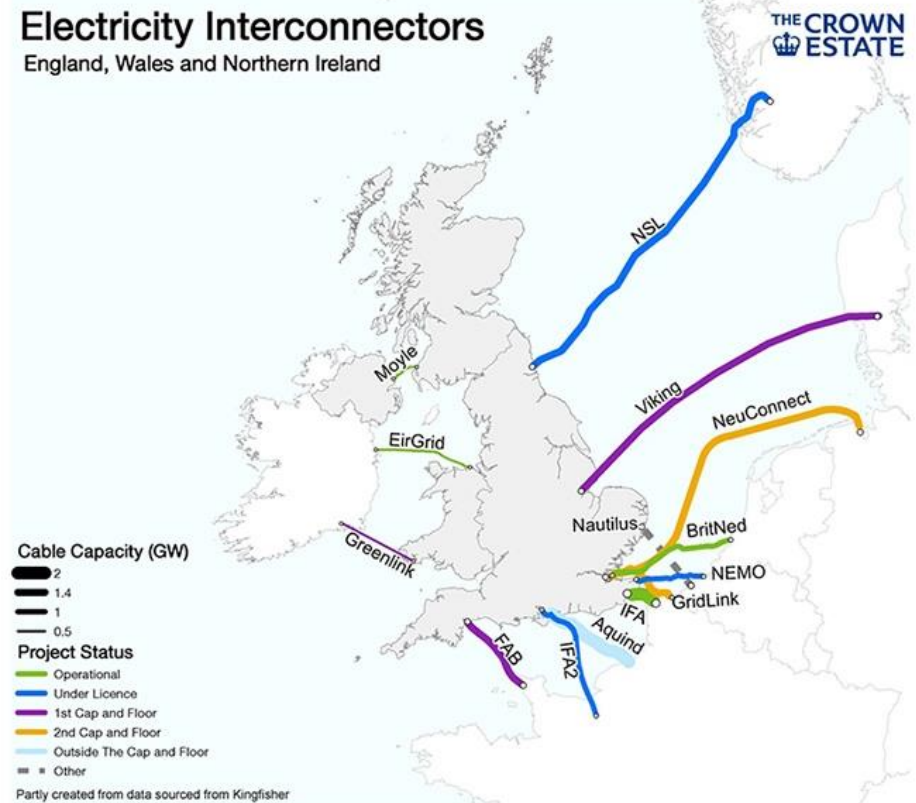 Electricity Interconnectors
England, Wales and Northern Ireland
THE CROWN
ESTATE
NSL
Moyle
Viking
NeuConnect
EirGrid
Nautilus
BritNed
Greenlink
NEMO
GridLink
IFA
Aquind
FAB
IFA2
Cable Capacity (GW)
2
1.4
1
0.5
Project Status
Operational
Under Licence
1st Cap and Floor
2nd Cap and Floor
Outside The Cap and Floor
Other
Partly created from data sourced from Kingfisher